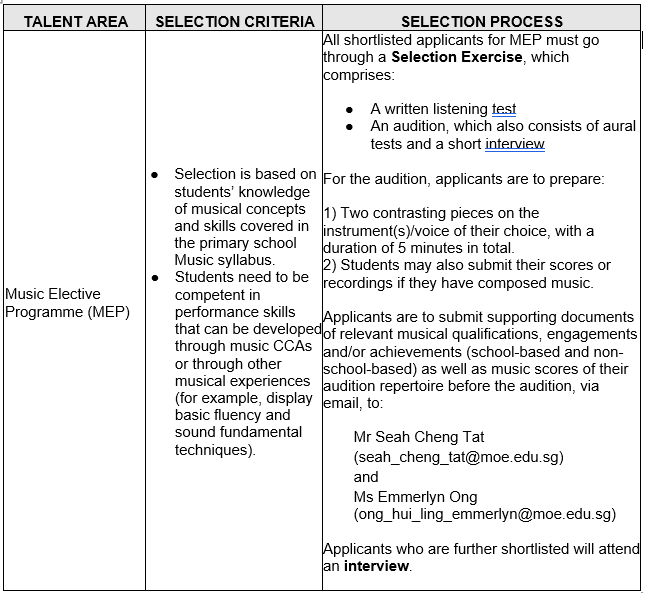 TALENT AREA
SELECTION CRITERIA
SELECTION PROCESS
Music Elective
Programme (MEP)
● Selection is based on
students’ knowledge
of musical concepts
and skills covered in
the primary school
Music syllabus.
● Students need to be
competent in
performance skills
that can be developed
through music CCAs
or through other
musical experiences
(for example, display
basic fluency and
sound fundamental
techniques).
All shortlisted applicants for MEP must go
through a Selection Exercise, which
comprises:
● A written listening test
● An audition, which also consists of aural
tests and a short interview
For the audition, applicants are to prepare:
1) Two contrasting pieces on the
instrument(s)/voice of their choice, with a
duration of 5 minutes in total.
2) Students may also submit their scores or
recordings if they have composed music.
Applicants are to submit supporting documents
of relevant musical qualifications, engagements
and/or achievements (school-based and non-
school-based) as well as music scores of their
audition repertoire before the audition, via
email, to:
Mr Seah Cheng Tat
(seah_cheng_tat@moe.edu.sg)
and
Ms Emmerlyn Ong
(ong_hui_ling_emmerlyn@moe.edu.sg)
Applicants who are further shortlisted will attend
an interview.